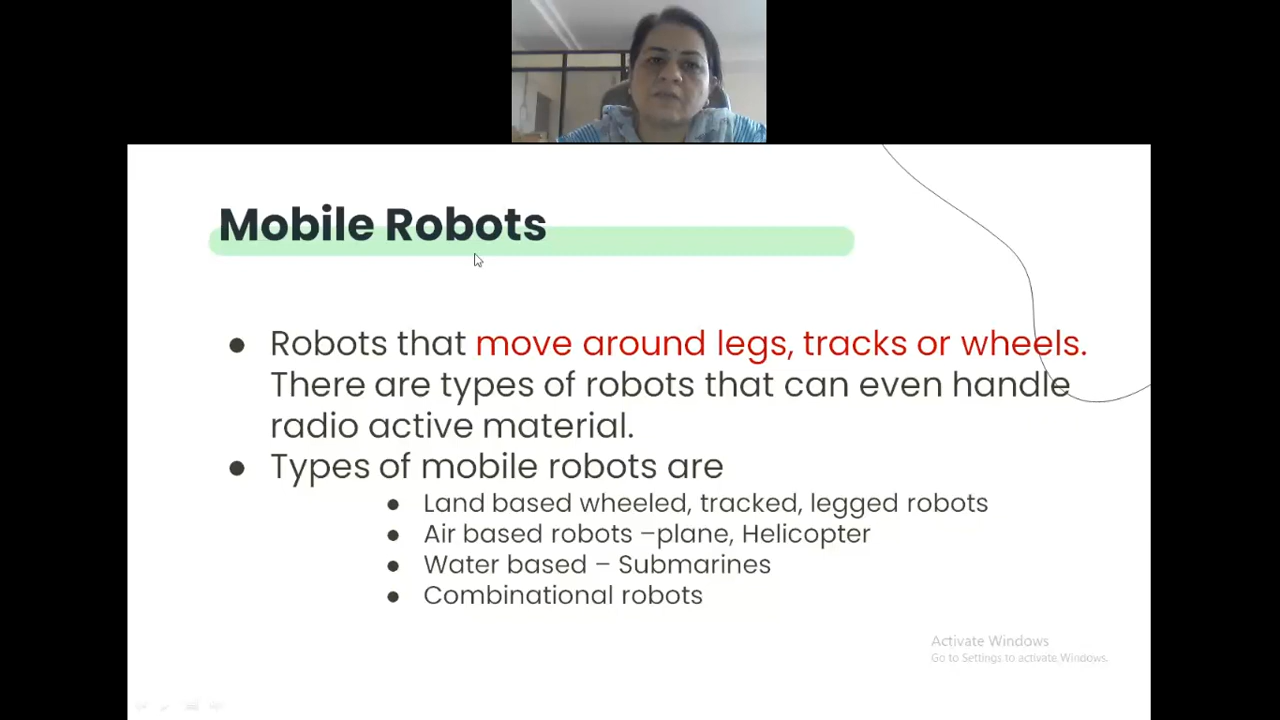 Mobile Robots
● Robots that move around legs, tracks or wheels.
There are types of robots that can even handle
radio active material.
● Types of mobile robots are
● Land based wheeled, tracked, legged robots
● Air based robots –plane, Helicopter
● Water based – Submarines
● Combinational robots
Activate Windows
Go to Settings to activate Windows.